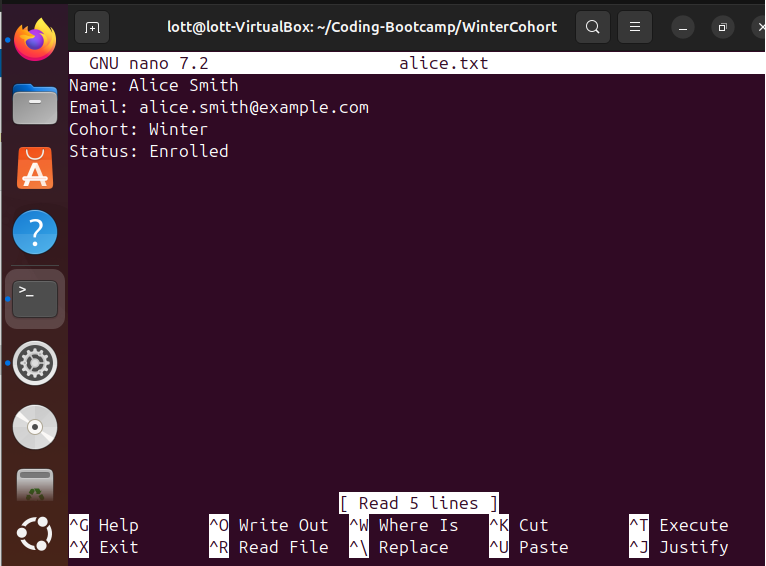 lott@lott-VirtualBox: ~/Coding-Bootcamp/WinterCohort
GNU nano 7.2 alice.txt
Name: Alice Smith
Email: alice.smith@example.com
Cohort: Winter
Status: Enrolled
[ Read 5 lines ]
^G Help ^O Write Out ^W Where Is ^K Cut ^T Execute
^X Exit ^R Read File ^\ Replace ^U Paste ^J Justify